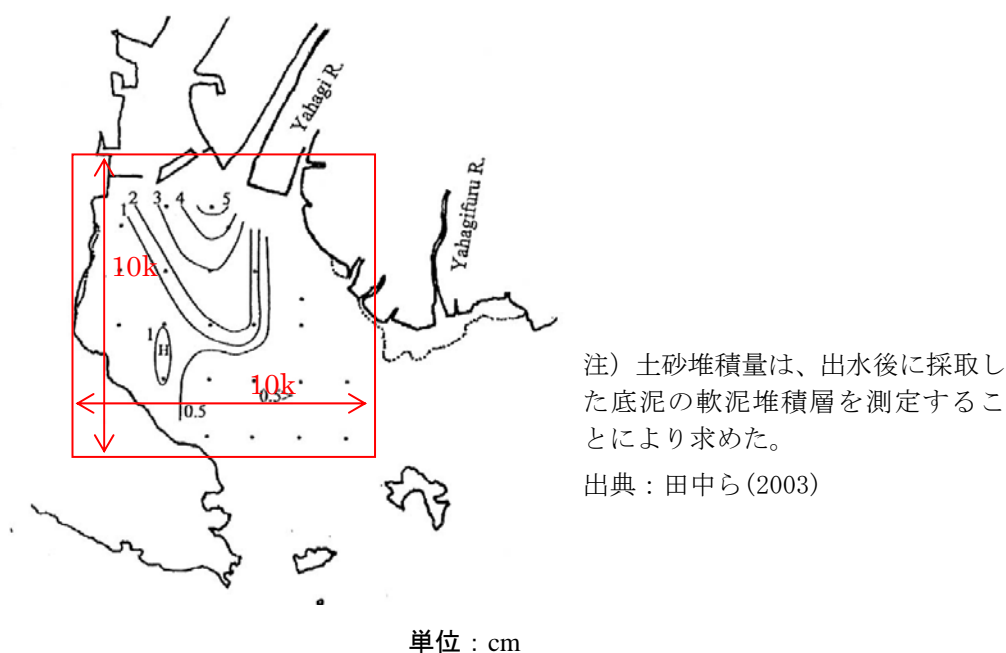 Yahagi R.
Yahagifuru R.
1 2 3 4 5
10k
1
H
10k
0.5>
0.5
注）土砂堆積量は、出水後に採取し
た底泥の軟泥堆積層を測定するこ
とにより求めた。
出典：田中ら(2003)
単位：cm